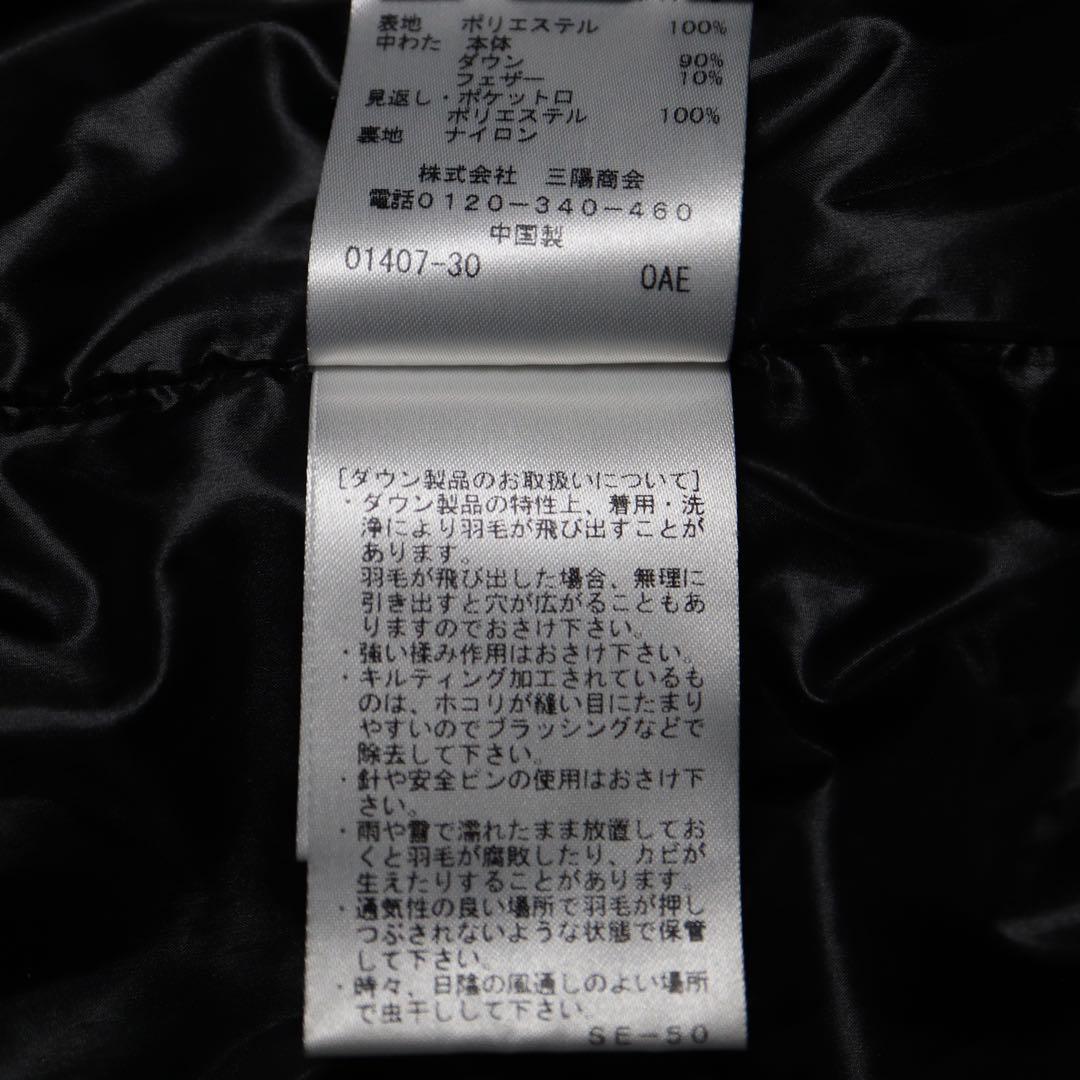 表地 ポリエステル 100%
中わた 本体
ダウン 90%
フェザー 10%
見返し・ポケット口
ポリエステル 100%
裏地 ナイロン
株式会社 三陽商会
電話0120-340-460
中国製
01407-30 OAE
[ダウン製品のお取扱いについて]
・ダウン製品の特性上、着用・洗
浄により羽毛が飛び出すことが
あります。
羽毛が飛び出した場合、無理に
引き出すと穴が広がることもあ
りますのでおさけ下さい。
・強い揉み作用はおさけ下さい。
・キルティング加工されているも
のは、ホコリが縫い目にたまり
やすいのでブラッシングなどで
除去して下さい。
・針や安全ピンの使用はおさけ下
さい。
・雨や雪で濡れたまま放置してお
くと羽毛が腐敗したり、カビが
生えたりすることがあります。
・通気性の良い場所で羽毛が押し
つぶされないような状態で保管
して下さい。
・時々、日陰の風通しのよい場所
で虫干しして下さい。
SE-50